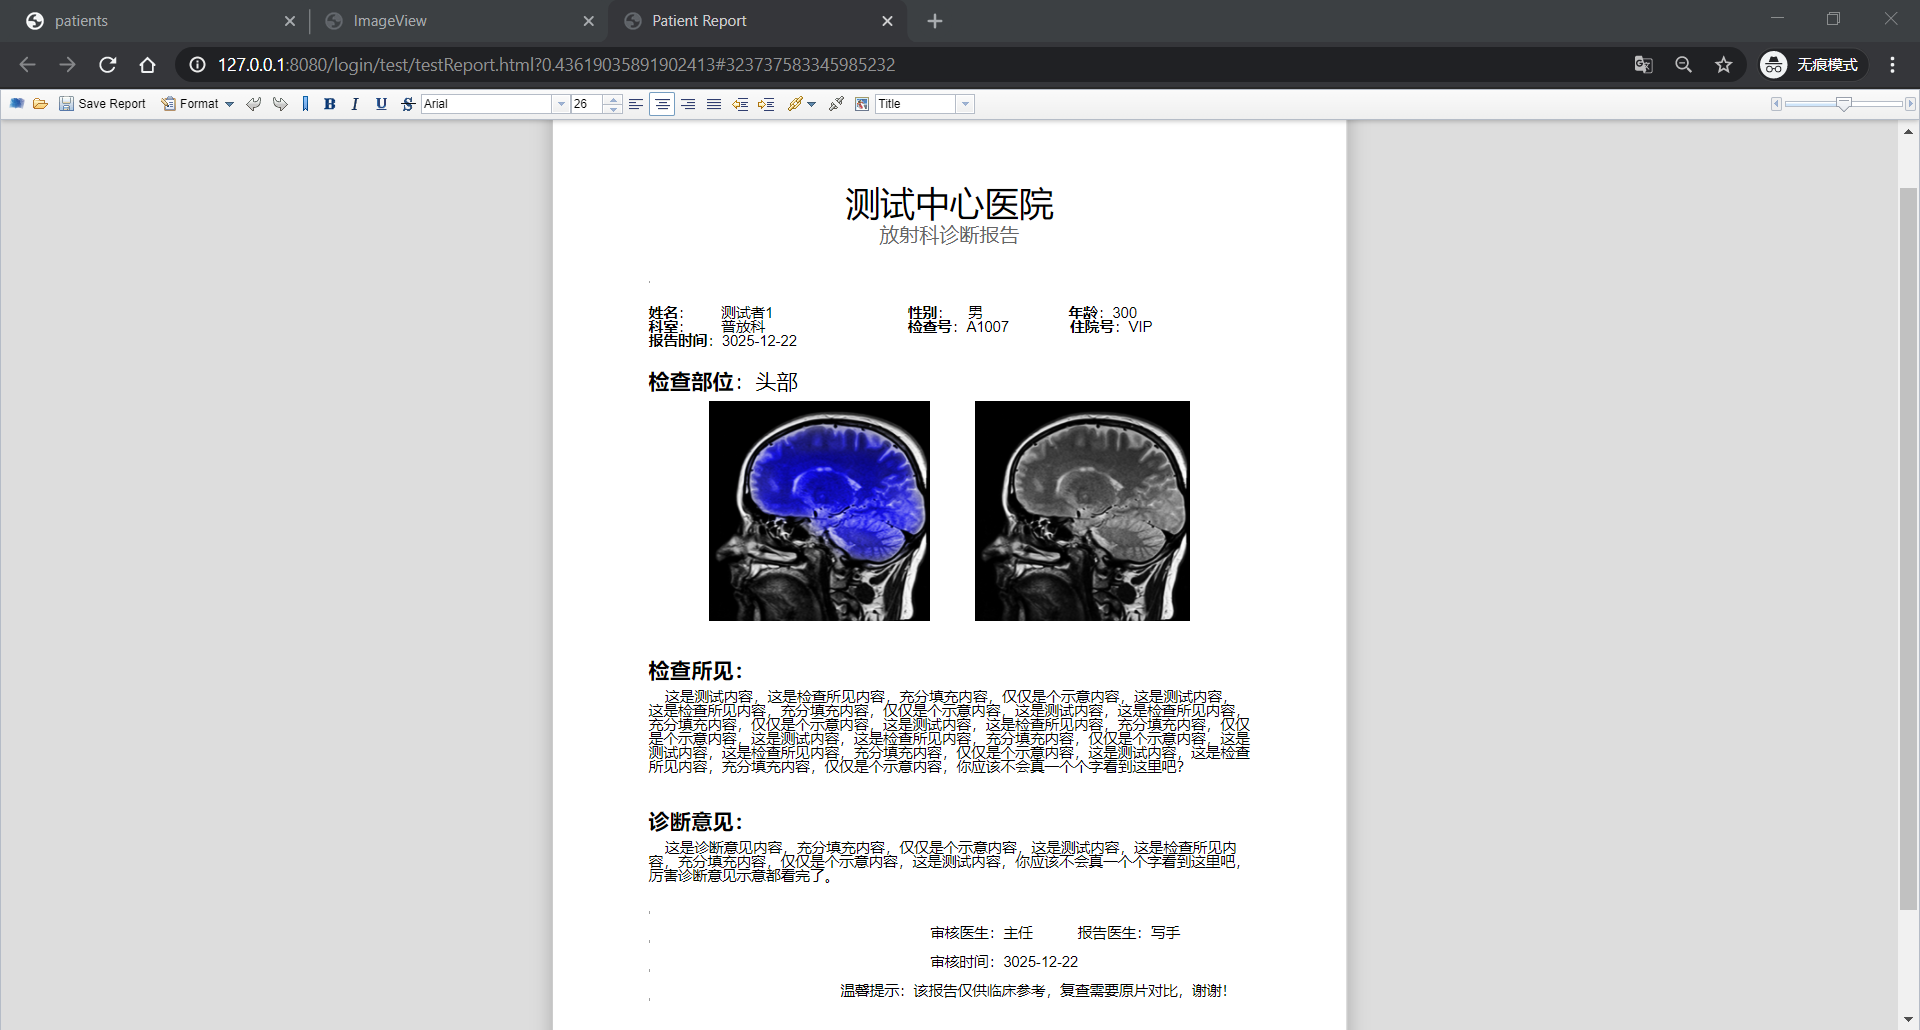 patients
ImageView
Patient Report
127.0.0.1:8080/login/test/testReport.html?0.43619035891902413#323737583345985232
无痕模式
Save Report Format B I U S Arial 26 Title
测试中心医院
放射科诊断报告
姓名： 测试者1 性别： 男 年龄：300
科室： 普放科 检查号：A1007 住院号：VIP
报告时间：3025-12-22
检查部位：头部
检查所见：
这是测试内容，这是检查所见内容，充分填充内容，仅仅是个示意内容，这是测试内容，
这是检查所见内容，充分填充内容，仅仅是个示意内容，这是测试内容，这是检查所见内容，
充分填充内容，仅仅是个示意内容，这是测试内容，这是检查所见内容，充分填充内容，仅仅
是个示意内容，这是测试内容，这是检查所见内容，充分填充内容，仅仅是个示意内容，这是
测试内容，这是检查所见内容，充分填充内容，仅仅是个示意内容，这是测试内容，这是检查
所见内容，充分填充内容，仅仅是个示意内容，你应该不会真一个个字看到这里吧？
诊断意见：
这是诊断意见内容，充分填充内容，仅仅是个示意内容，这是测试内容，这是检查所见内
容，充分填充内容，仅仅是个示意内容，这是测试内容，你应该不会真一个个字看到这里吧，
厉害诊断意见示意都看完了。
审核医生：主任 报告医生：写手
审核时间：3025-12-22
温馨提示：该报告仅供临床参考，复查需要原片对比，谢谢！